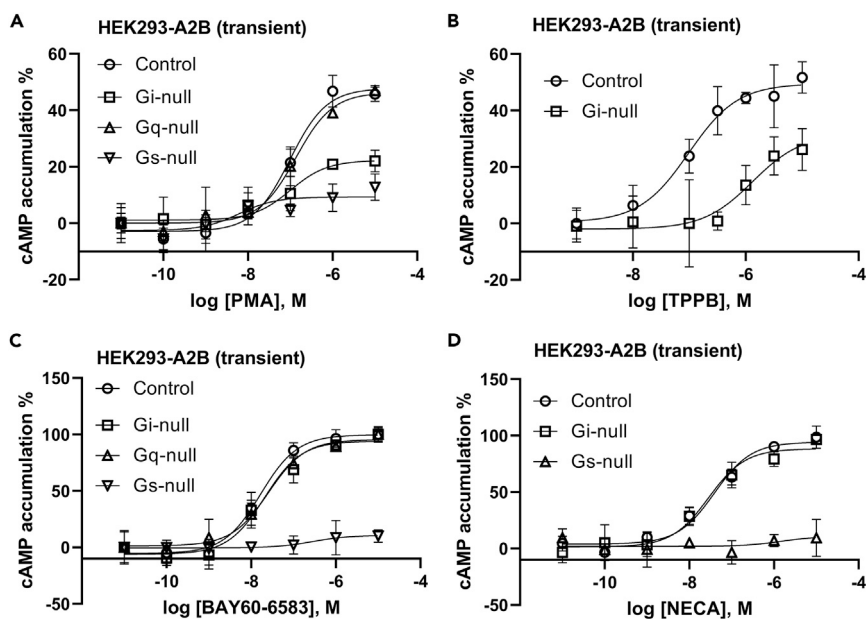 A
HEK293-A2B (transient)
cAMP accumulation %
60
40
20
0
-20
Control
Gi-null
Gq-null
Gs-null
-10
-8
-6
-4
log [PMA], M
B
HEK293-A2B (transient)
cAMP accumulation %
60
40
20
0
-20
Control
Gi-null
-8
-6
-4
log [TPPB], M
C
HEK293-A2B (transient)
cAMP accumulation %
150
100
50
0
-50
Control
Gi-null
Gq-null
Gs-null
-10
-8
-6
-4
log [BAY60-6583], M
D
HEK293-A2B (transient)
cAMP accumulation %
150
100
50
0
-50
Control
Gi-null
Gs-null
-10
-8
-6
-4
log [NECA], M